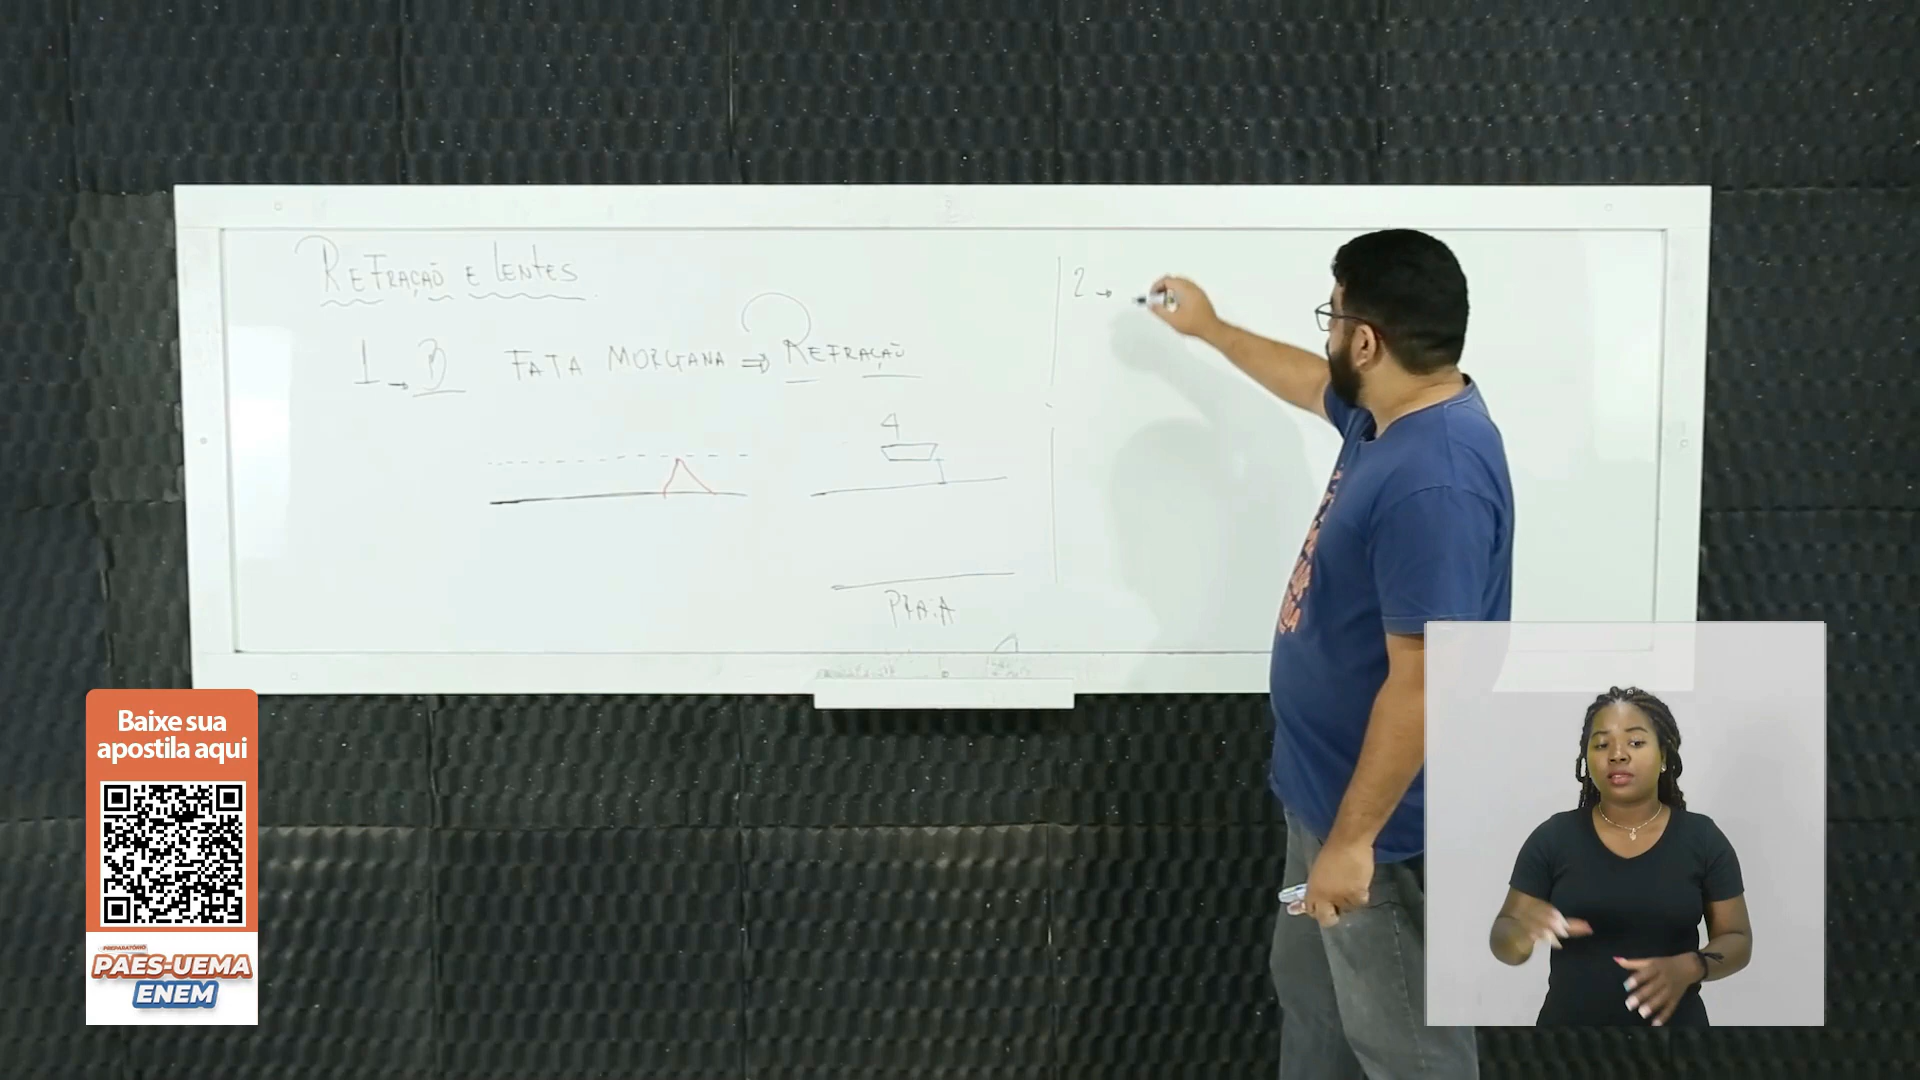 Refração e Lentes
1 → B FATA MORGANA ⇒ Refração
PRAIA
2 →
Baixe sua
apostila aqui
PREPARATÓRIO
PAES-UEMA
ENEM